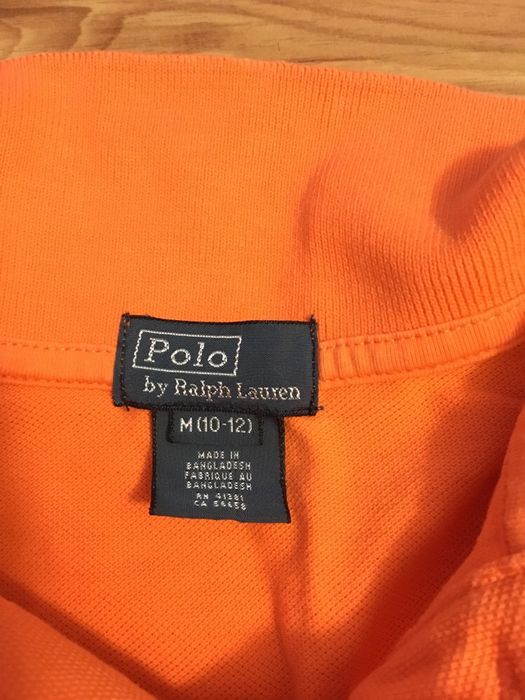 Polo
by Ralph Lauren
M (10-12)
MADE IN
BANGLADESH
FABRIQUE AU
BANGLADESH
RN 41381
CA 56658